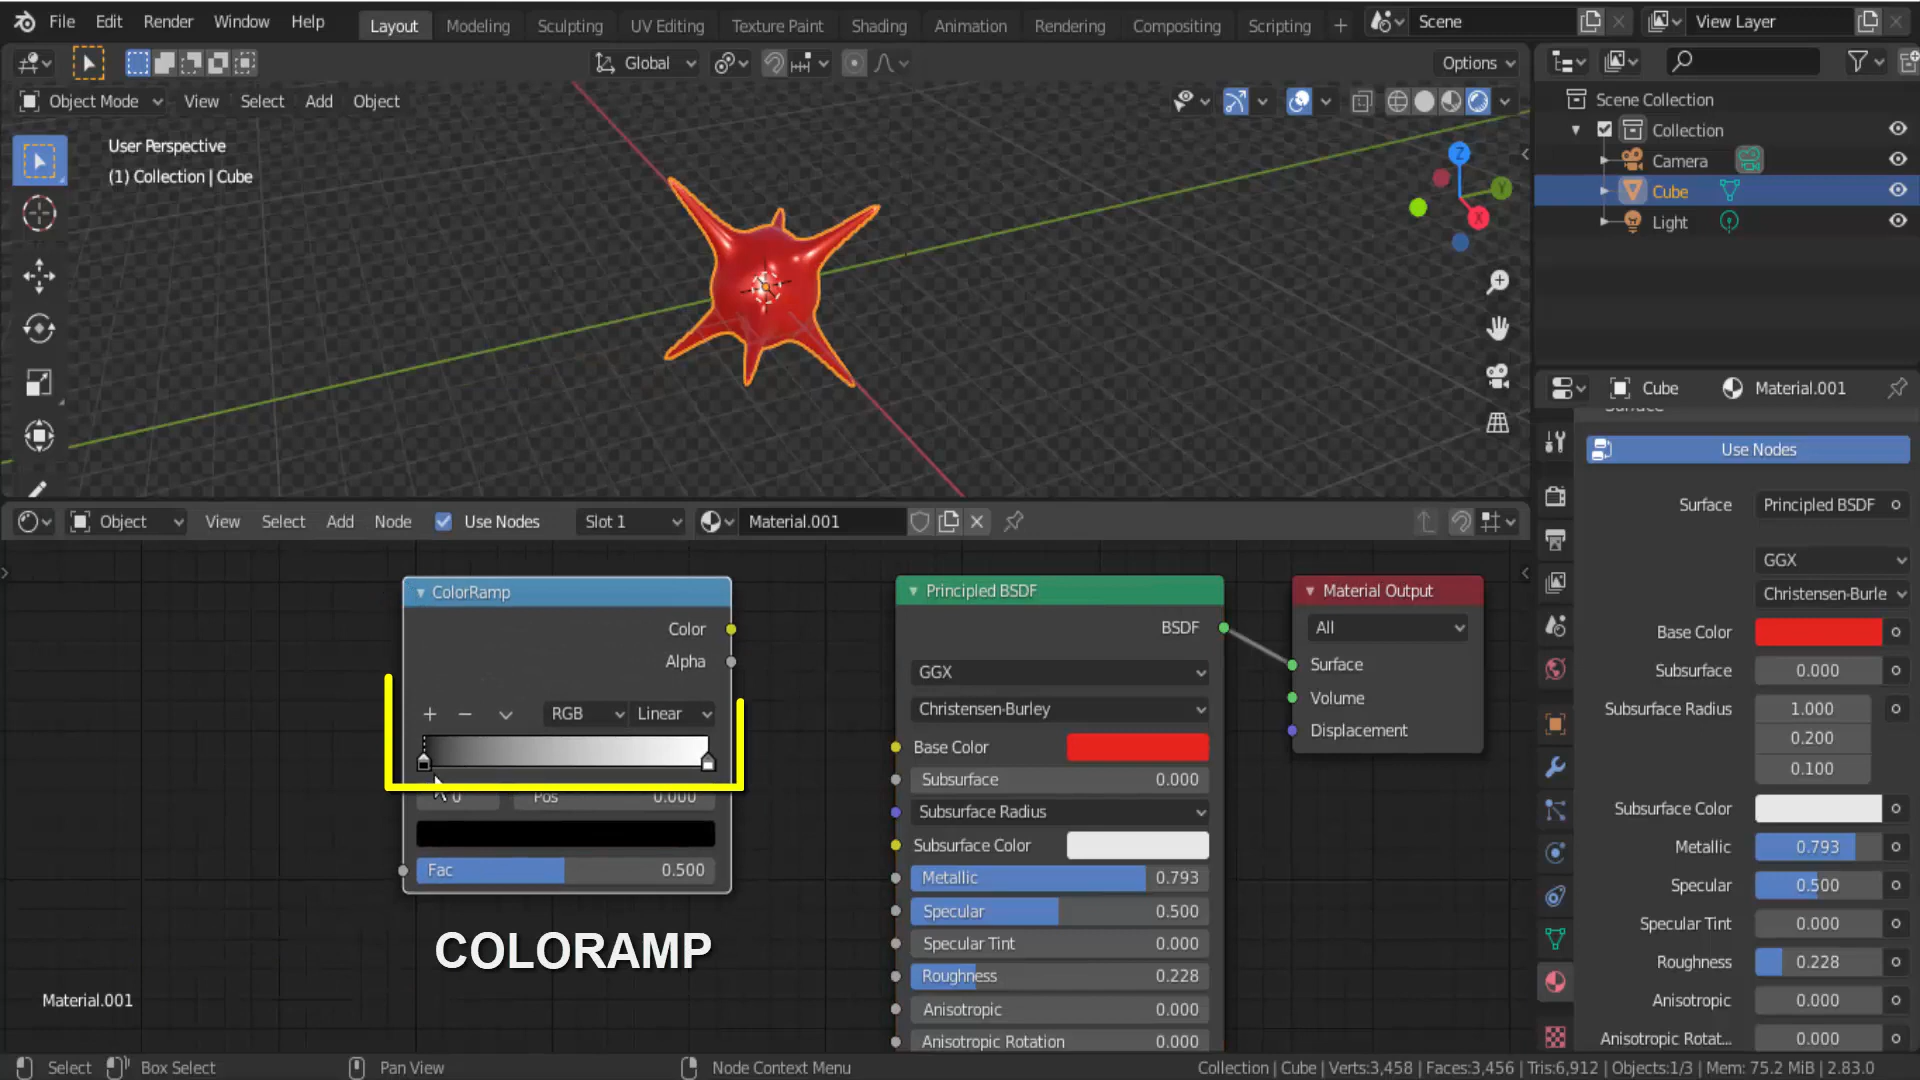 File Edit Render Window Help Layout Modeling Sculpting UV Editing Texture Paint Shading Animation Rendering Compositing Scripting + Scene View Layer
Global Options
Object Mode View Select Add Object
User Perspective
(1) Collection | Cube
Z
Y
X
Scene Collection
Collection
Camera
Cube
Light
Cube Material.001
Surface
Use Nodes
Surface Principled BSDF
GGX
Christensen-Burle
Base Color
Subsurface 0.000
Subsurface Radius 1.000
0.200
0.100
Subsurface Color
Metallic 0.793
Specular 0.500
Specular Tint 0.000
Roughness 0.228
Anisotropic 0.000
Anisotropic Rotat... 0.000
Object View Select Add Node Use Nodes Slot 1 Material.001
ColorRamp
Color
Alpha
+ − RGB Linear
0 Pos 0.000
Fac 0.500
COLORAMP
Material.001
Principled BSDF
BSDF
GGX
Christensen-Burley
Base Color
Subsurface 0.000
Subsurface Radius
Subsurface Color
Metallic 0.793
Specular 0.500
Specular Tint 0.000
Roughness 0.228
Anisotropic 0.000
Anisotropic Rotation 0.000
Material Output
All
Surface
Volume
Displacement
Select Box Select Pan View Node Context Menu Collection | Cube | Verts:3,458 | Faces:3,456 | Tris:6,912 | Objects:1/3 | Mem: 75.2 MiB | 2.83.0